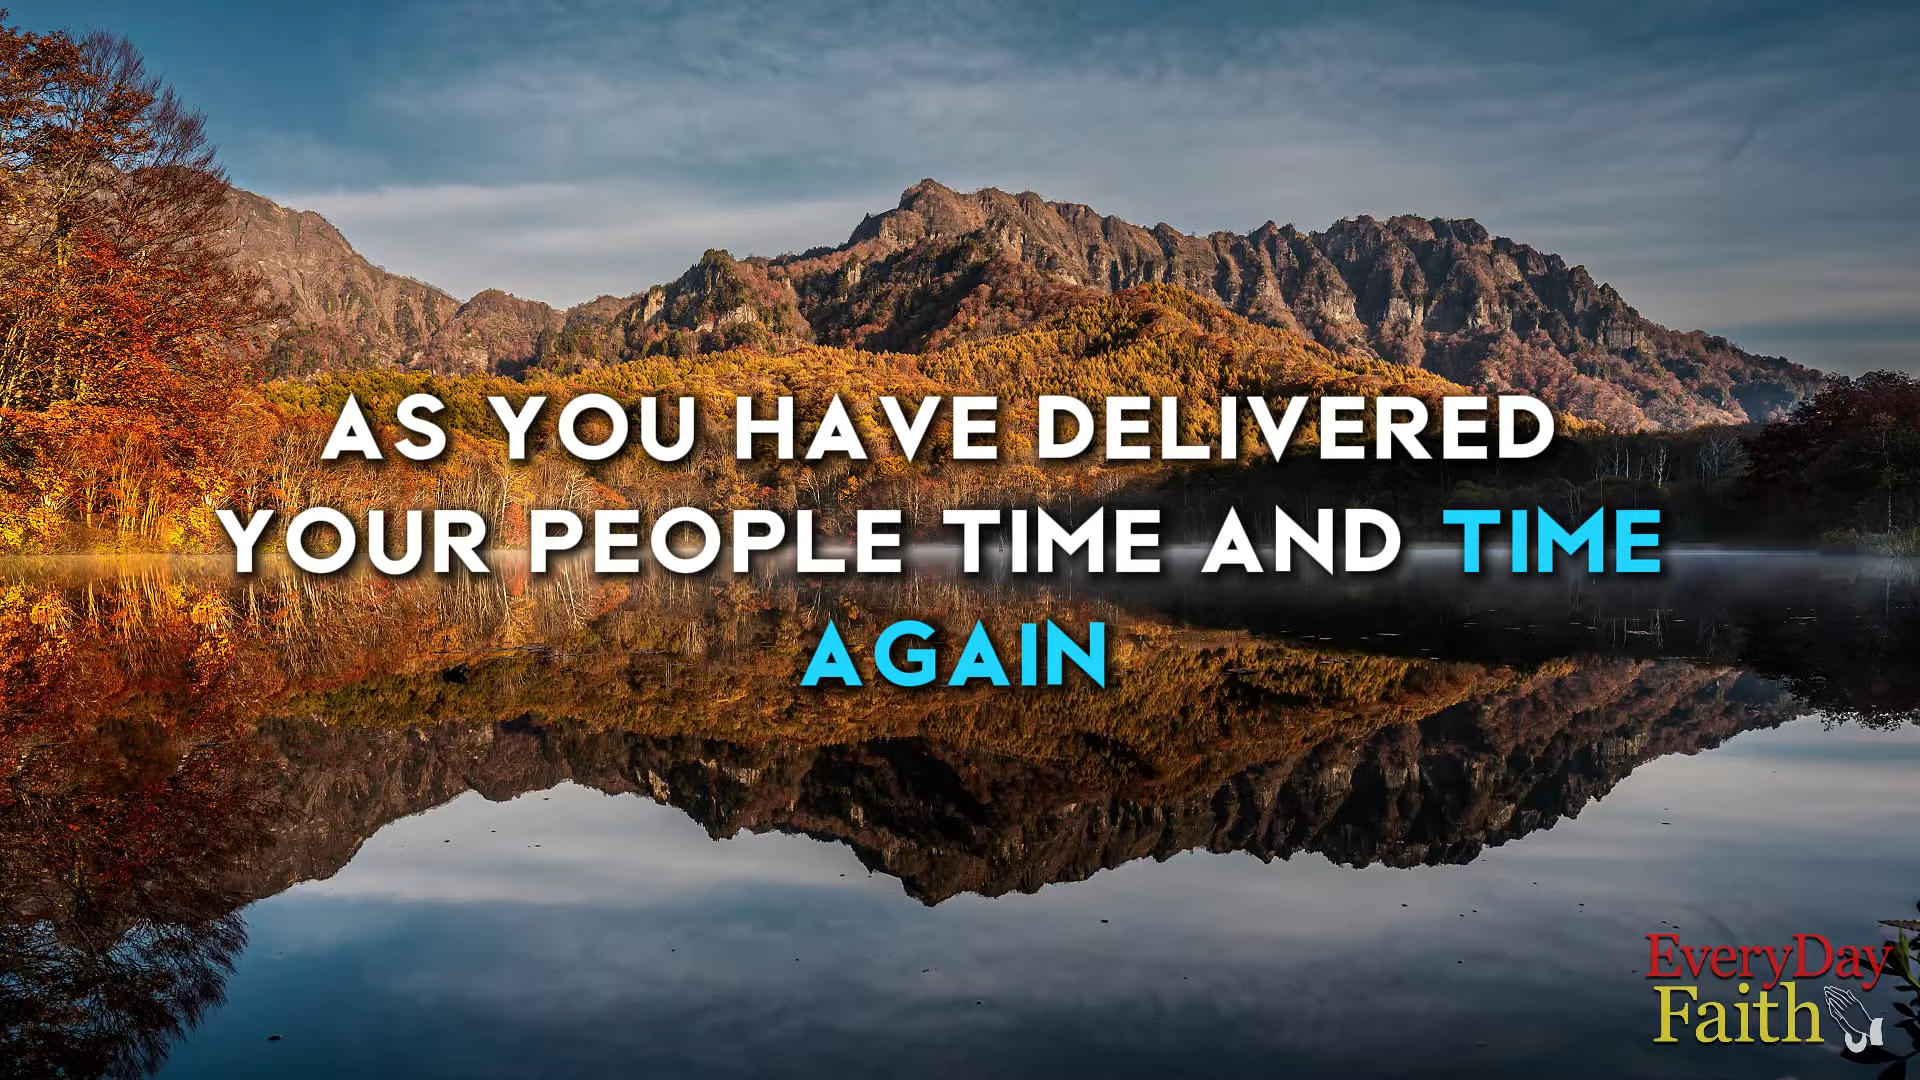 AS YOU HAVE DELIVERED
YOUR PEOPLE TIME AND TIME
AGAIN
EveryDay
Faith